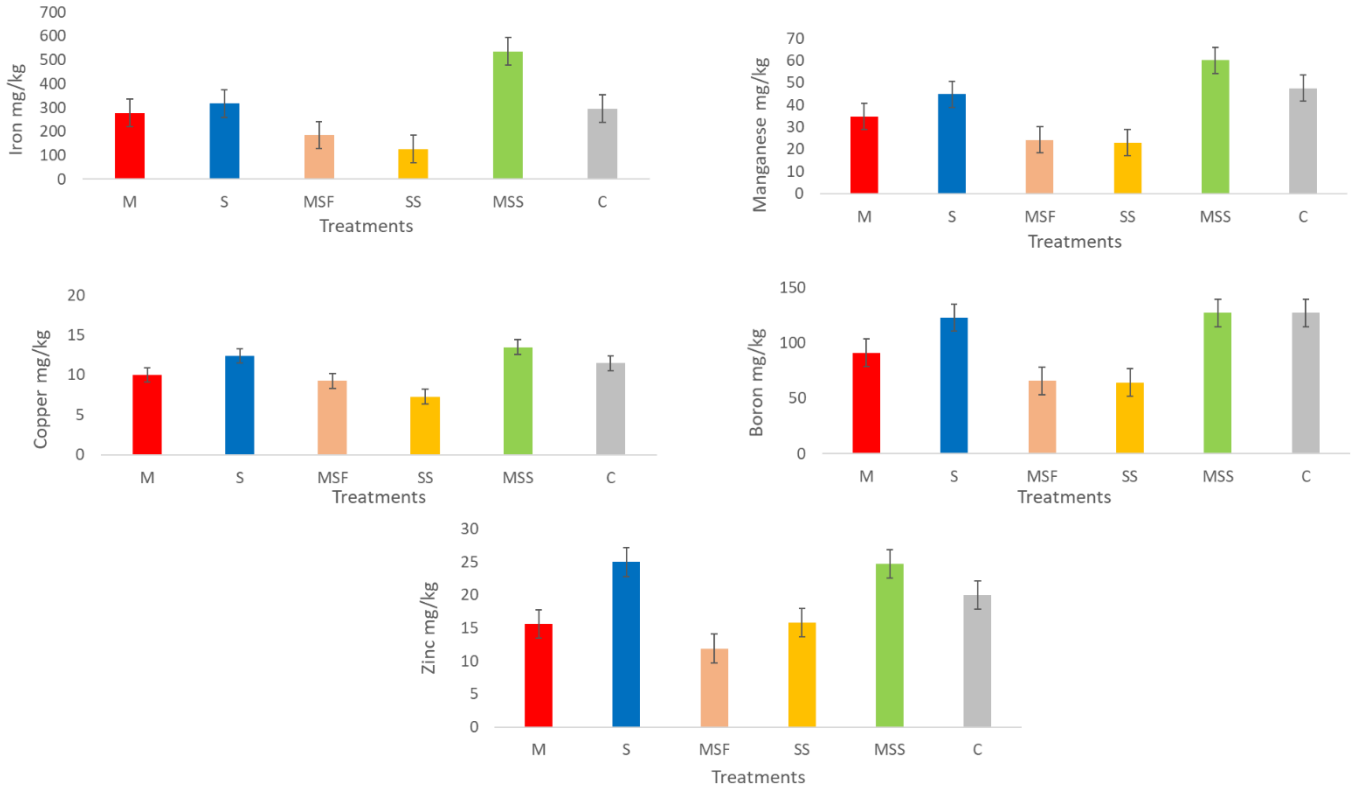 Iron mg/kg
700
600
500
400
300
200
100
0
M S MSF SS MSS C
Treatments
Manganese mg/kg
70
60
50
40
30
20
10
0
M S MSF SS MSS C
Treatments
Copper mg/kg
20
15
10
5
0
M S MSF SS MSS C
Treatments
Boron mg/kg
150
100
50
0
M S MSF SS MSS C
Treatments
Zinc mg/kg
30
25
20
15
10
5
0
M S MSF SS MSS C
Treatments